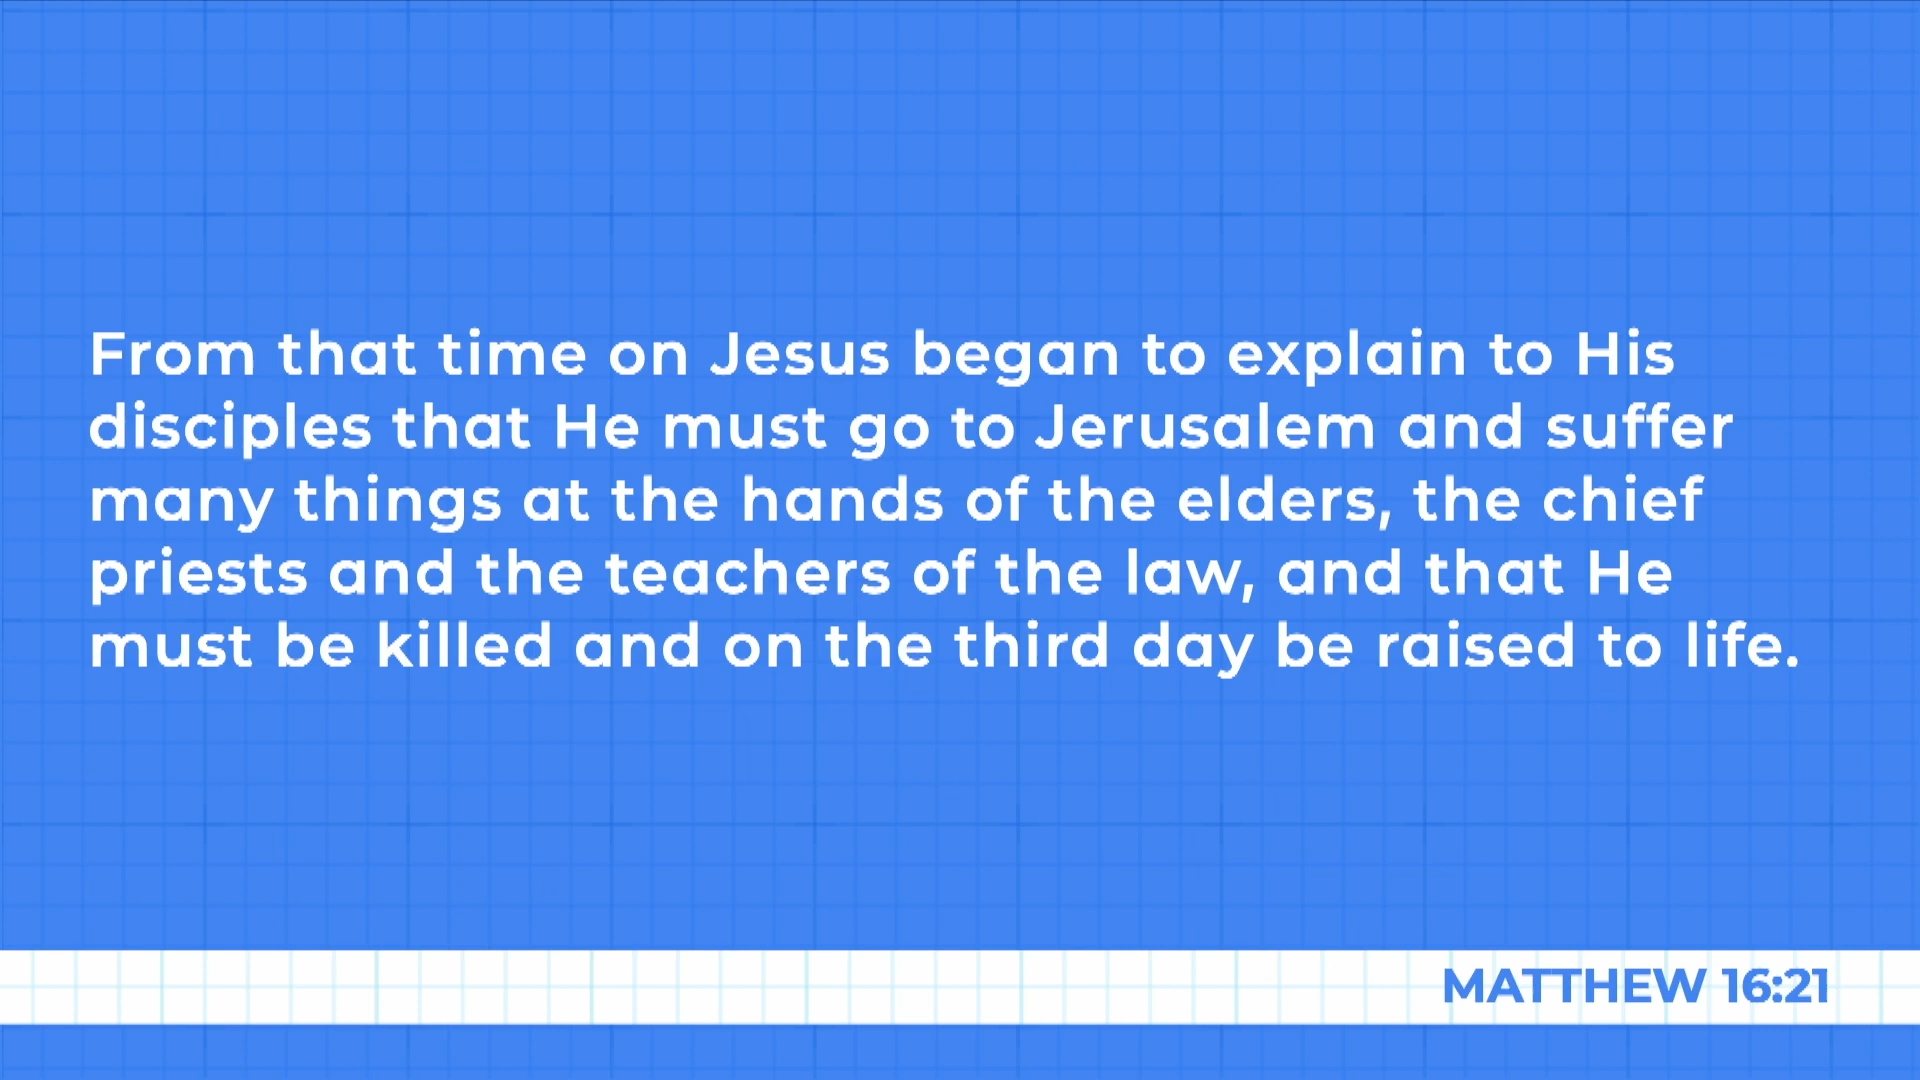 From that time on Jesus began to explain to His
disciples that He must go to Jerusalem and suffer
many things at the hands of the elders, the chief
priests and the teachers of the law, and that He
must be killed and on the third day be raised to life.
MATTHEW 16:21